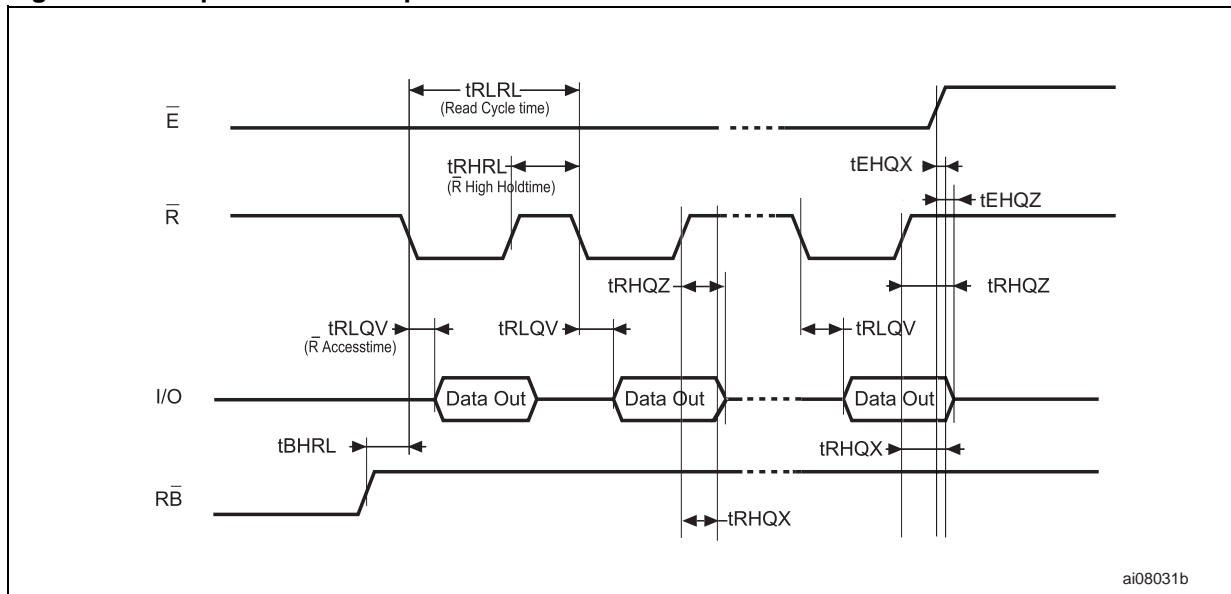 tRLRL
(Read Cycle time)
E̅
tRHRL
(R̅ High Holdtime)
tEHQX
tEHQZ
R̅
tRHQZ
tRHQZ
tRLQV
(R̅ Accesstime)
tRLQV
tRLQV
I/O
Data Out
Data Out
Data Out
tBHRL
tRHQX
RB̅
tRHQX
ai08031b